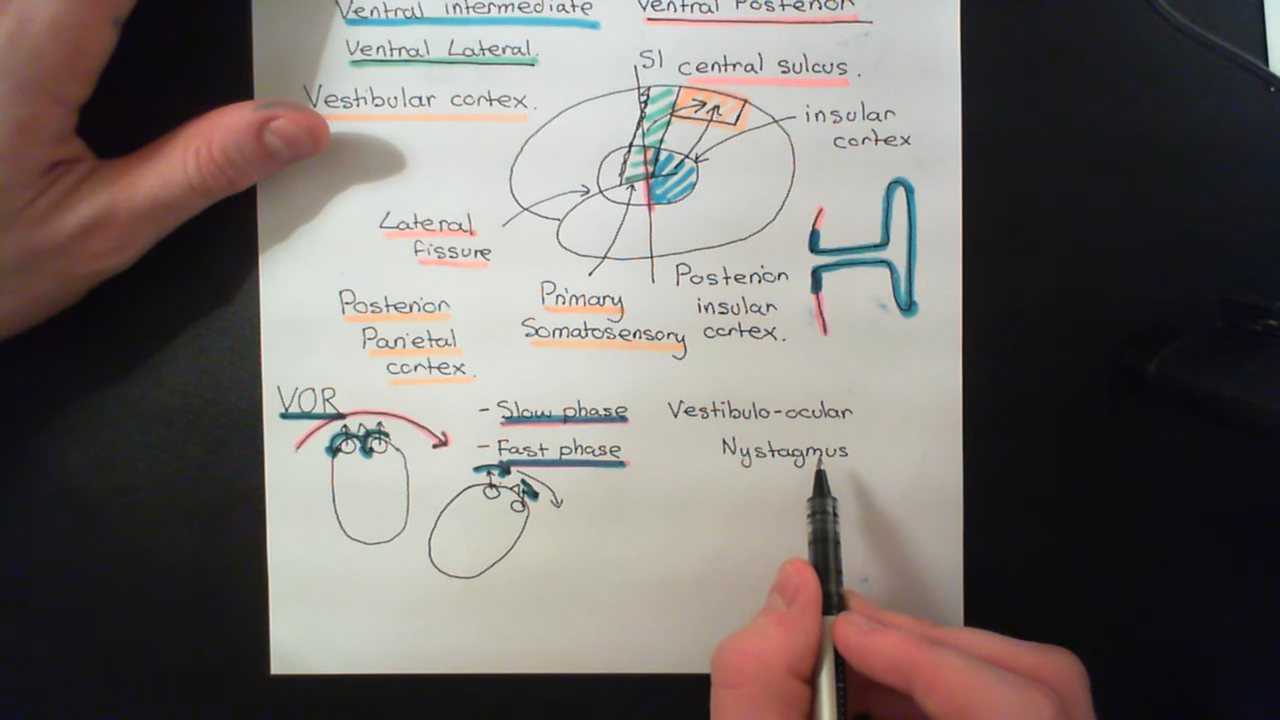 Ventral intermediate
Ventral Posterior
Ventral Lateral.
S1 central sulcus.
Vestibular cortex.
insular
cortex
Lateral
fissure
Posterior
Parietal
cortex.
Primary
Somatosensory
Posterior
insular
cortex.
VOR
- Slow phase
- Fast phase
Vestibulo-ocular
Nystagmus